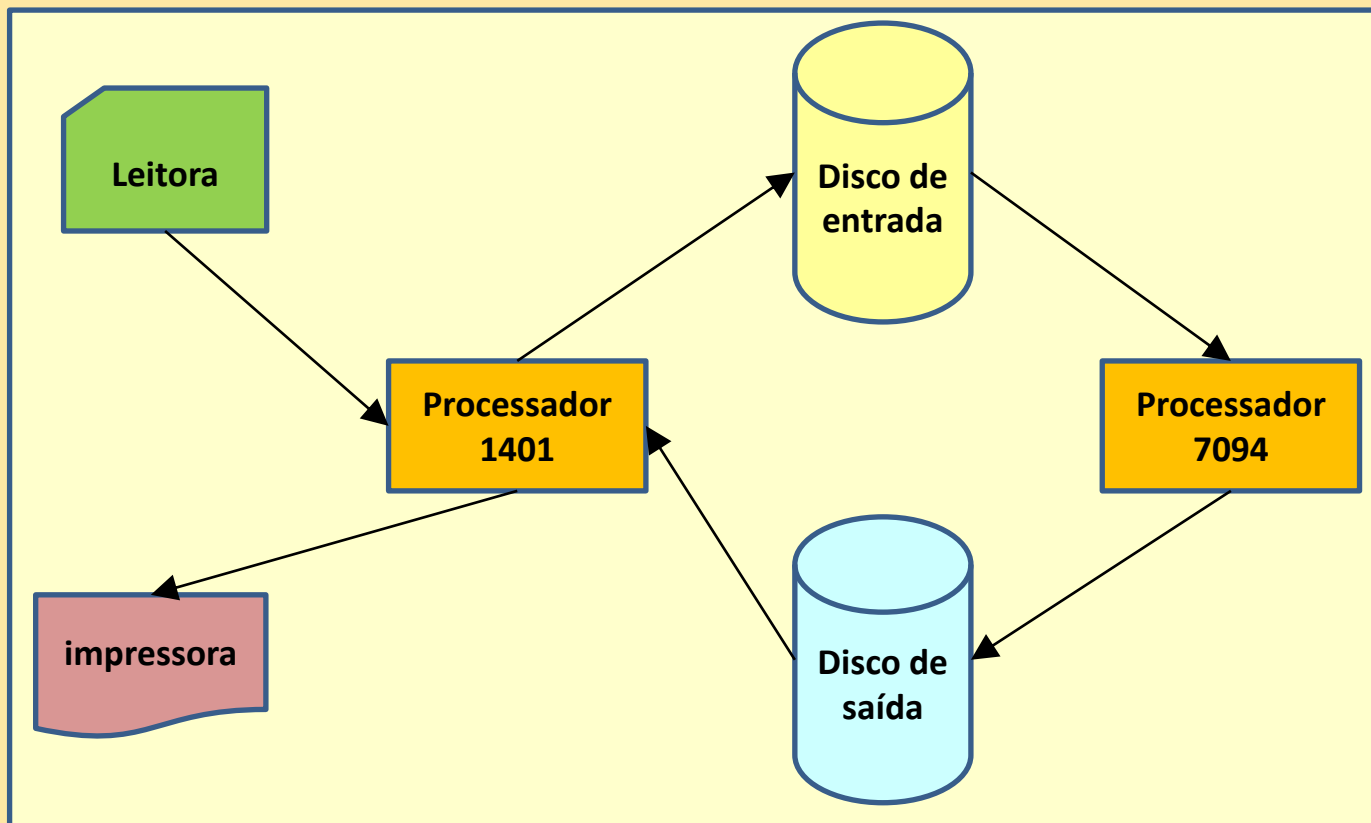 Leitora
Disco de
entrada
Processador
1401
Processador
7094
impressora
Disco de
saída